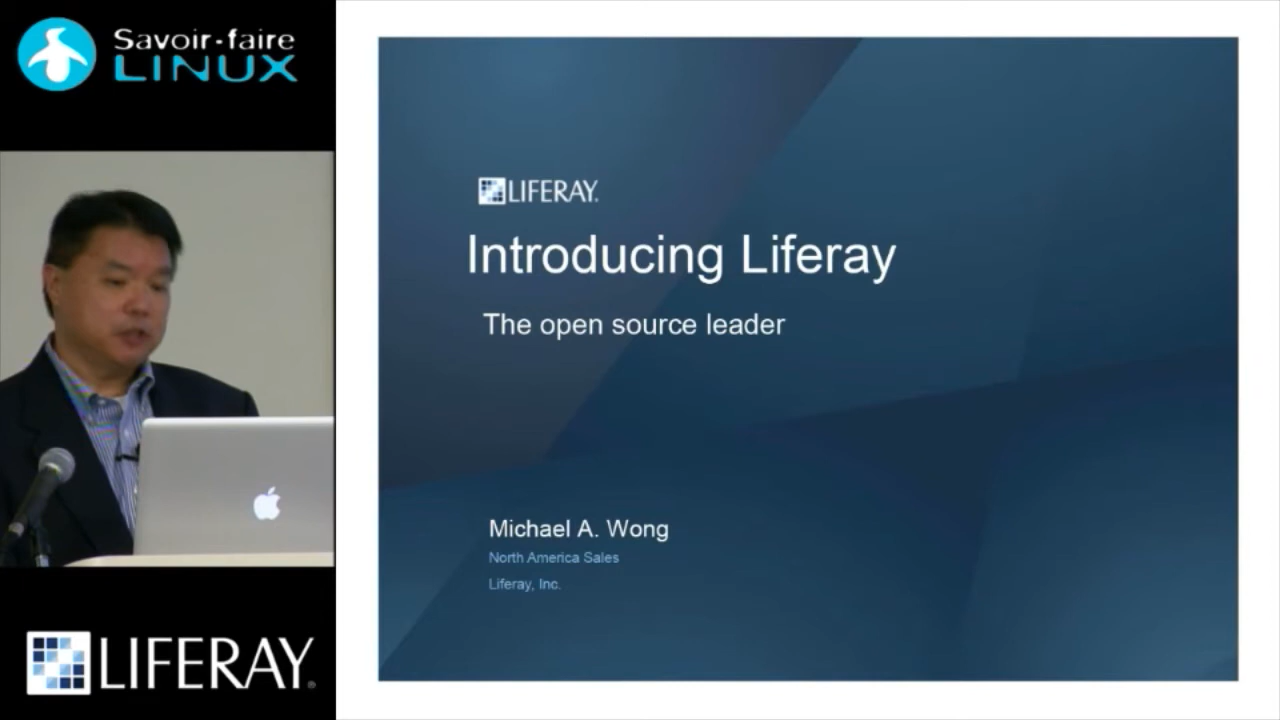 Savoir-faire
LINUX
LIFERAY.
Introducing Liferay
The open source leader
Michael A. Wong
North America Sales
Liferay, Inc.
LIFERAY.